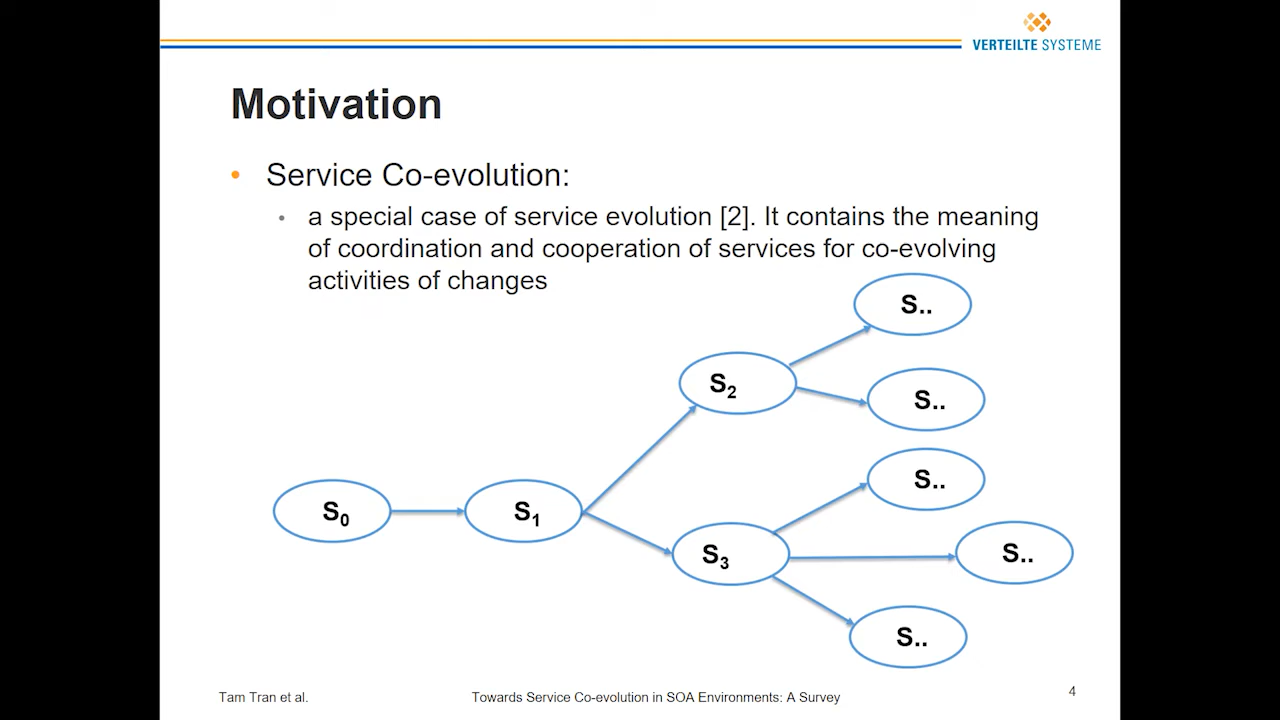 VERTEILTE SYSTEME
Motivation
• Service Co-evolution:
• a special case of service evolution [2]. It contains the meaning
of coordination and cooperation of services for co-evolving
activities of changes
S..
S2
S..
S..
S0
S1
S3
S..
S..
Tam Tran et al.
Towards Service Co-evolution in SOA Environments: A Survey
4